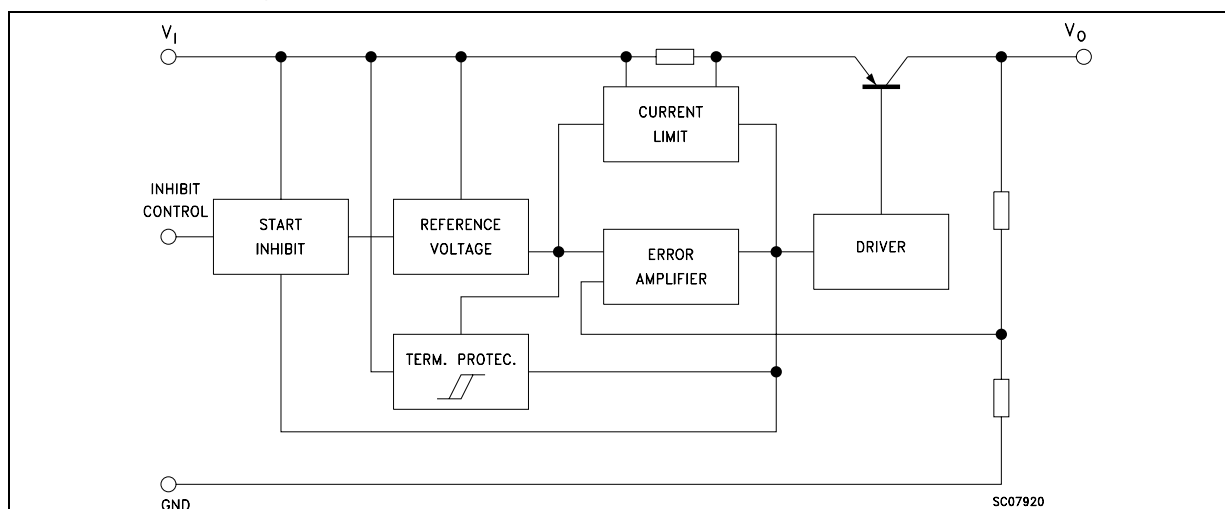 VI
VO
CURRENT
LIMIT
INHIBIT
CONTROL
START
INHIBIT
REFERENCE
VOLTAGE
ERROR
AMPLIFIER
DRIVER
TERM. PROTEC.
GND
SC07920